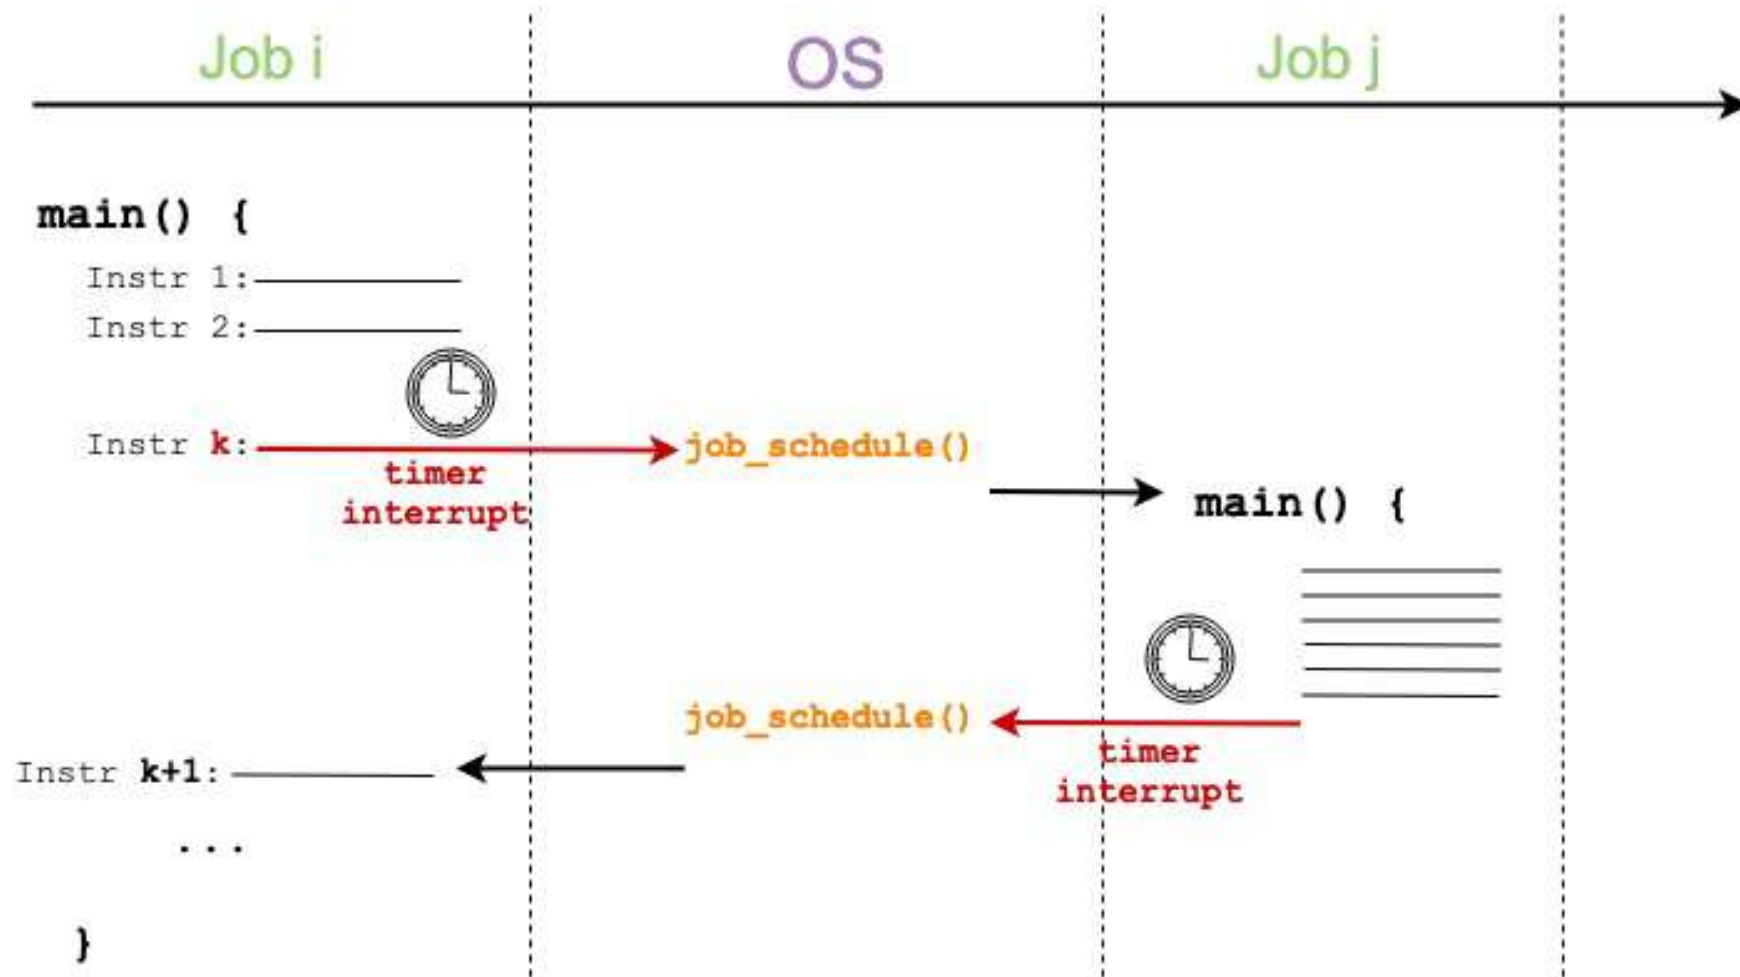 Job i
OS
Job j
main() {
Instr 1:
Instr 2:
Instr k:
timer
interrupt
job_schedule()
main() {
job_schedule()
timer
interrupt
Instr k+1:
...
}